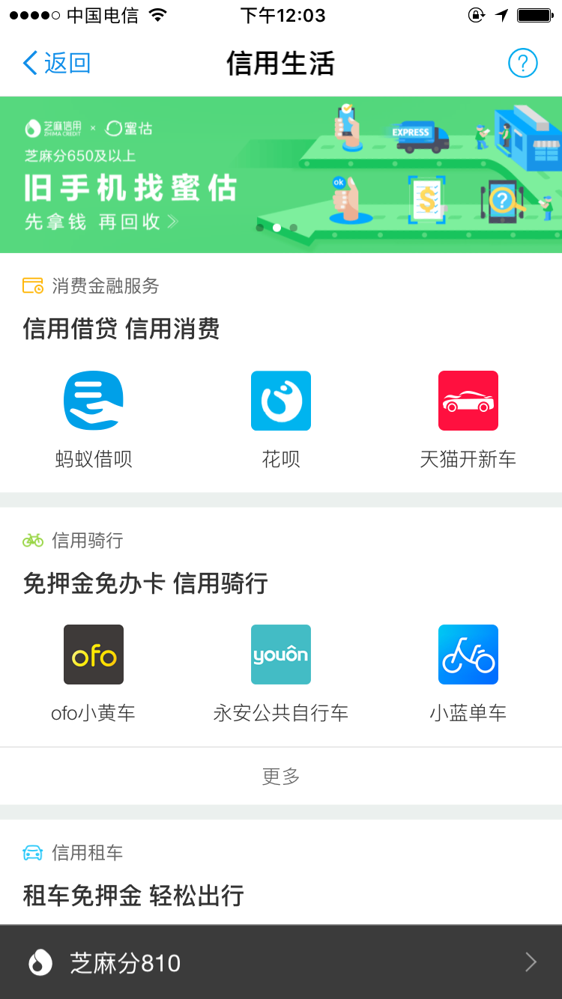 中国电信 下午12:03
返回 信用生活 ?
芝麻信用 × 蜜估
ZHIMA CREDIT
芝麻分650及以上
旧手机找蜜估
先拿钱 再回收
EXPRESS
ok
$
?
消费金融服务
信用借贷 信用消费
蚂蚁借呗 花呗 天猫开新车
信用骑行
免押金免办卡 信用骑行
ofo youôn
ofo小黄车 永安公共自行车 小蓝单车
更多
信用租车
租车免押金 轻松出行
芝麻分810